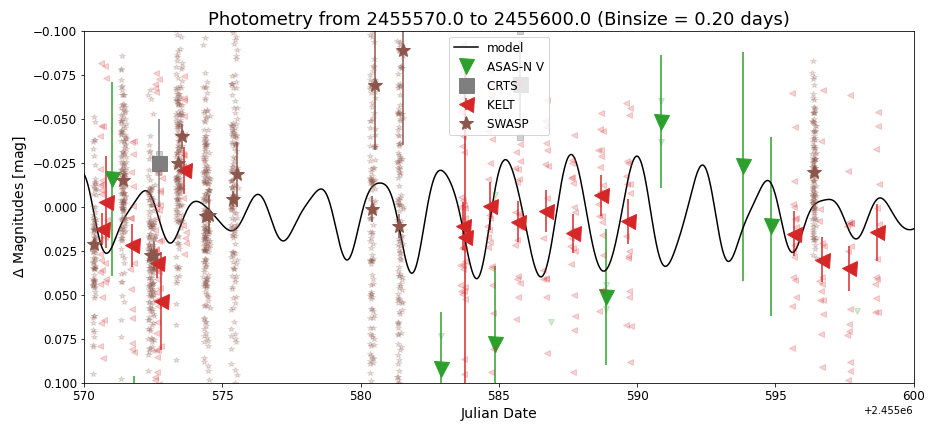 Photometry from 2455570.0 to 2455600.0 (Binsize = 0.20 days)
Δ Magnitudes [mag]
−0.100
−0.075
−0.050
−0.025
0.000
0.025
0.050
0.075
0.100
model
ASAS-N V
CRTS
KELT
SWASP
570
575
580
585
590
595
600
+2.455e6
Julian Date